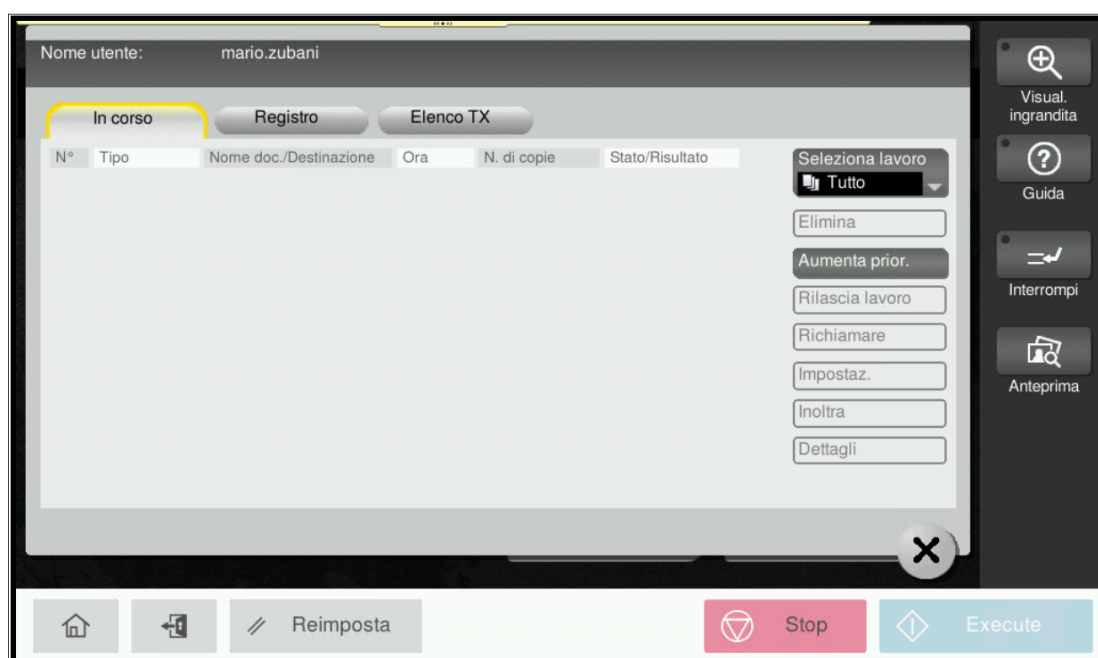 Nome utente: mario.zubani
In corso Registro Elenco TX
N° Tipo Nome doc./Destinazione Ora N. di copie Stato/Risultato
Seleziona lavoro
Tutto
Elimina
Aumenta prior.
Rilascia lavoro
Richiamare
Impostaz.
Inoltra
Dettagli
Visual.
ingrandita
Guida
Interrompi
Anteprima
Reimposta Stop Execute